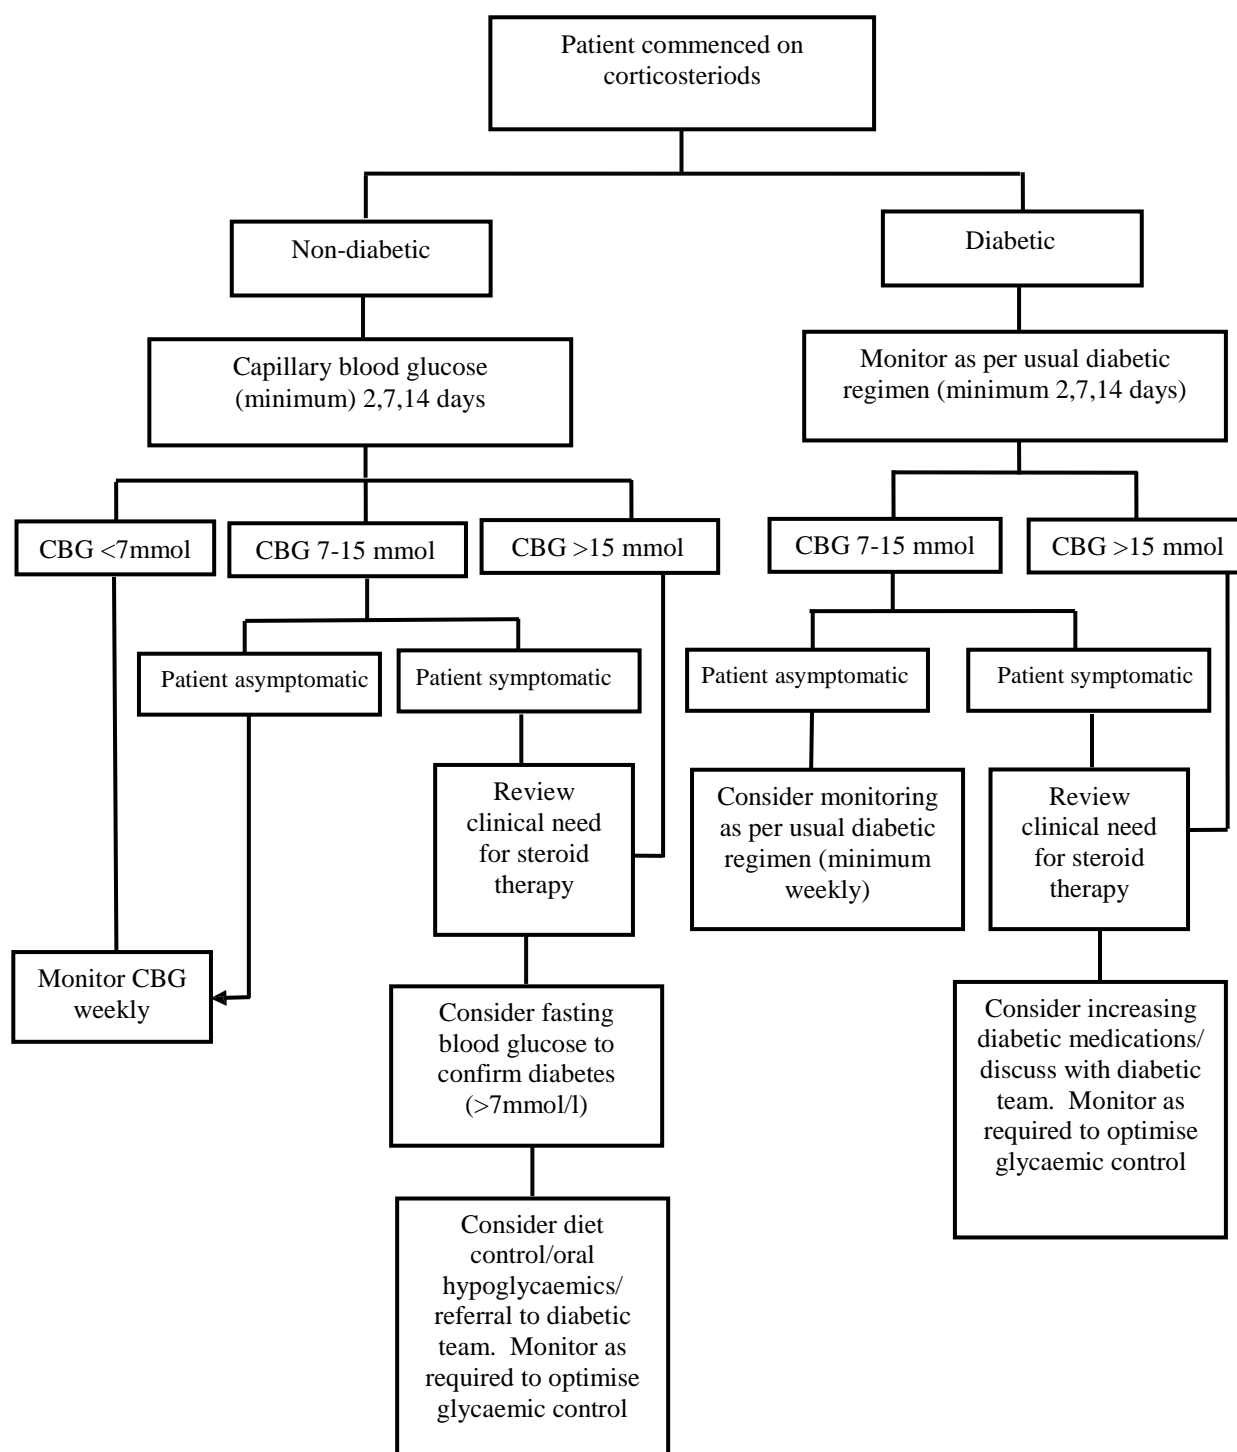 Patient commenced on
corticosteriods
Non-diabetic
Diabetic
Capillary blood glucose
(minimum) 2,7,14 days
Monitor as per usual diabetic
regimen (minimum 2,7,14 days)
CBG <7mmol
CBG 7-15 mmol
CBG >15 mmol
CBG 7-15 mmol
CBG >15 mmol
Patient asymptomatic
Patient symptomatic
Patient asymptomatic
Patient symptomatic
Review
clinical need
for steroid
therapy
Consider monitoring
as per usual diabetic
regimen (minimum
weekly)
Review
clinical need
for steroid
therapy
Monitor CBG
weekly
Consider fasting
blood glucose to
confirm diabetes
(>7mmol/l)
Consider increasing
diabetic medications/
discuss with diabetic
team.  Monitor as
required to optimise
glycaemic control
Consider diet
control/oral
hypoglycaemics/
referral to diabetic
team.  Monitor as
required to optimise
glycaemic control